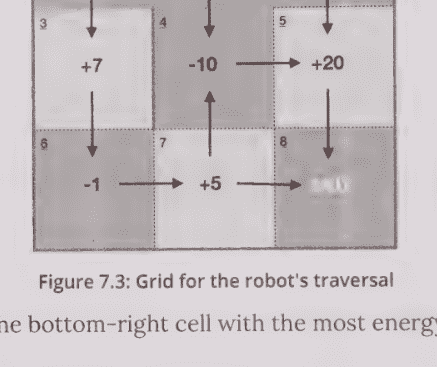 3 4 5
+7 -10 +20
6 7 8
-1 +5
Figure 7.3: Grid for the robot's traversal
bottom-right cell with the most energy